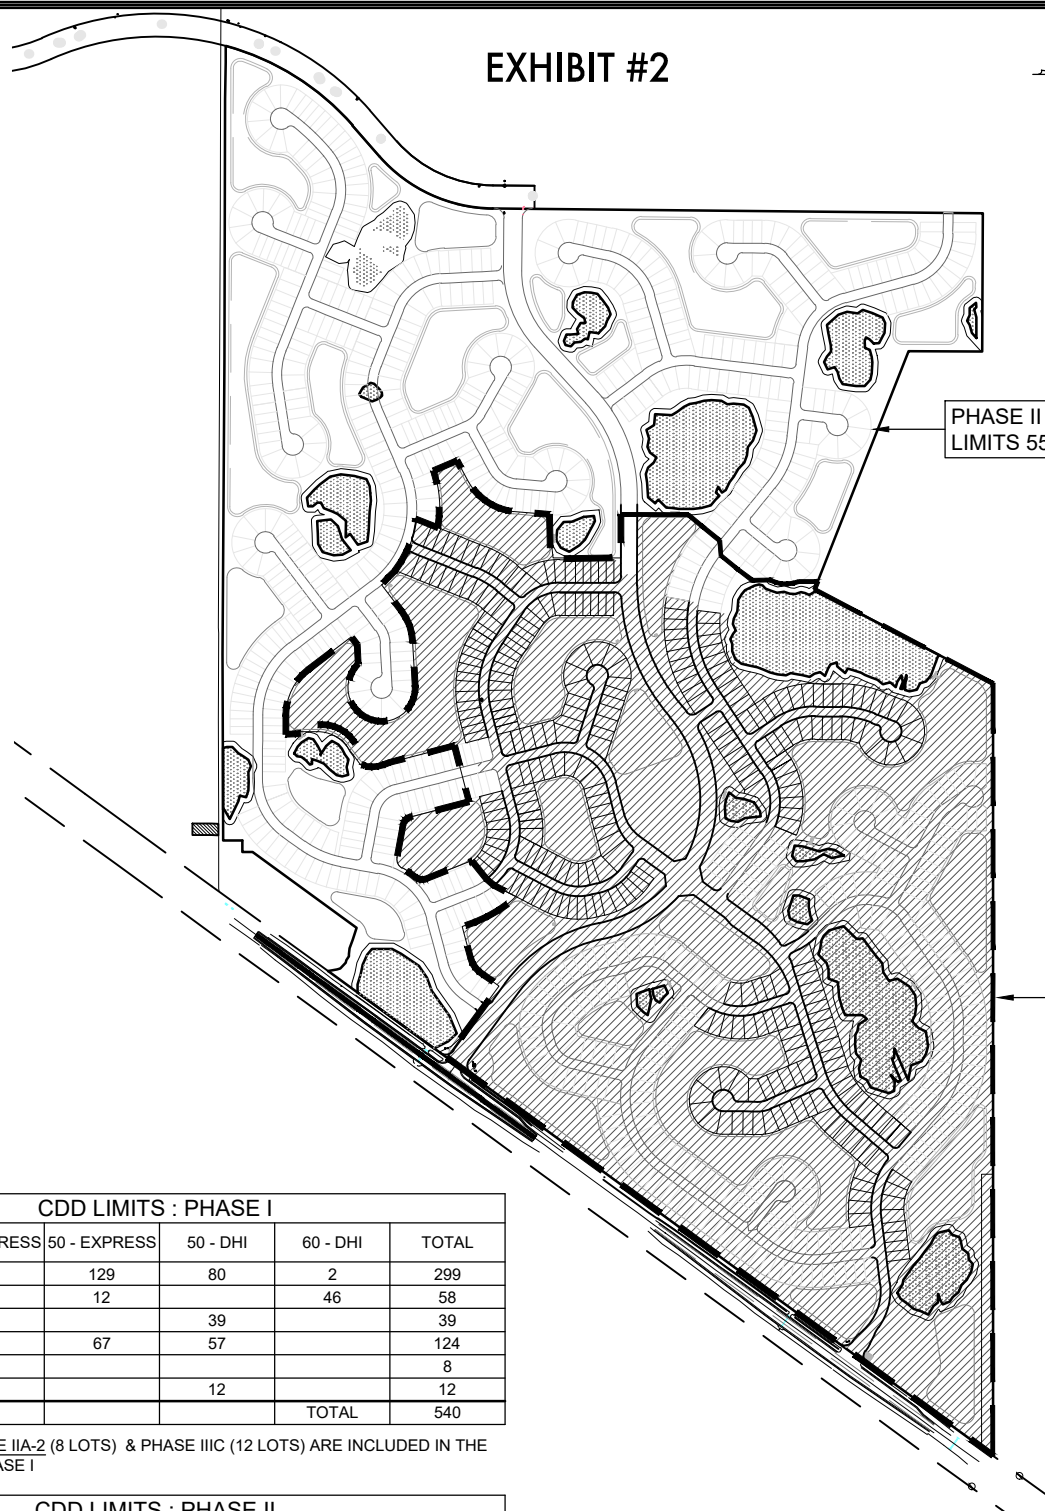 EXHIBIT #2
PHASE II
LIMITS 55
CDD LIMITS : PHASE I
RESS 50 - EXPRESS 50 - DHI 60 - DHI TOTAL
129 80 2 299
12 46 58
39 39
67 57 124
8
12 12
TOTAL 540
E IIA-2 (8 LOTS) & PHASE IIIC (12 LOTS) ARE INCLUDED IN THE
ASE I
CDD LIMITS : PHASE II